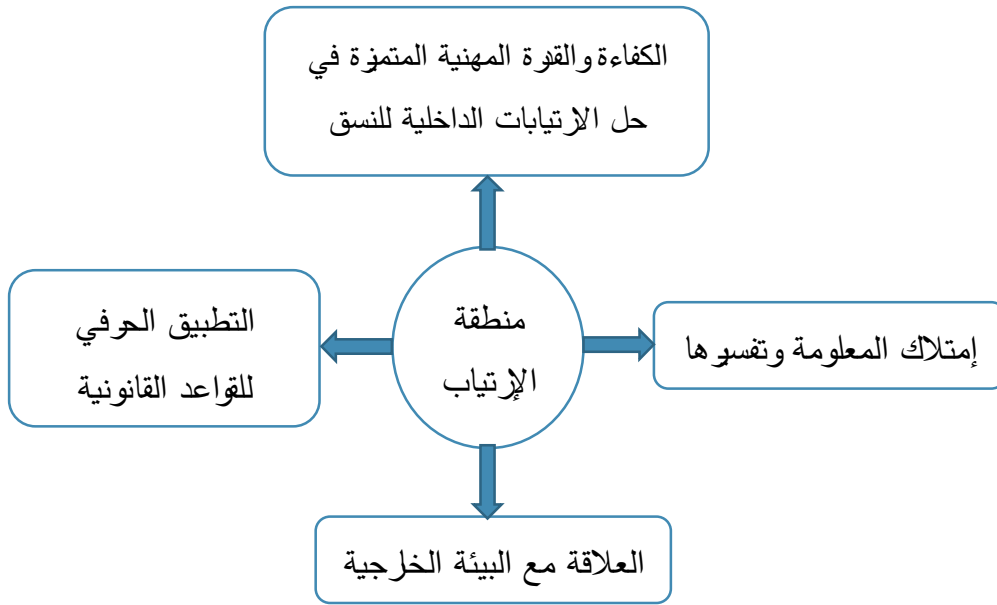 الكفاءة والقدرة المهنية المتميزة في
حل الارتيابات الداخلية للنسق
التطبيق الحرفي
للقواعد القانونية
منطقة
الإرتياب
إمتلاك المعلومة وتفسيرها
العلاقة مع البيئة الخارجية